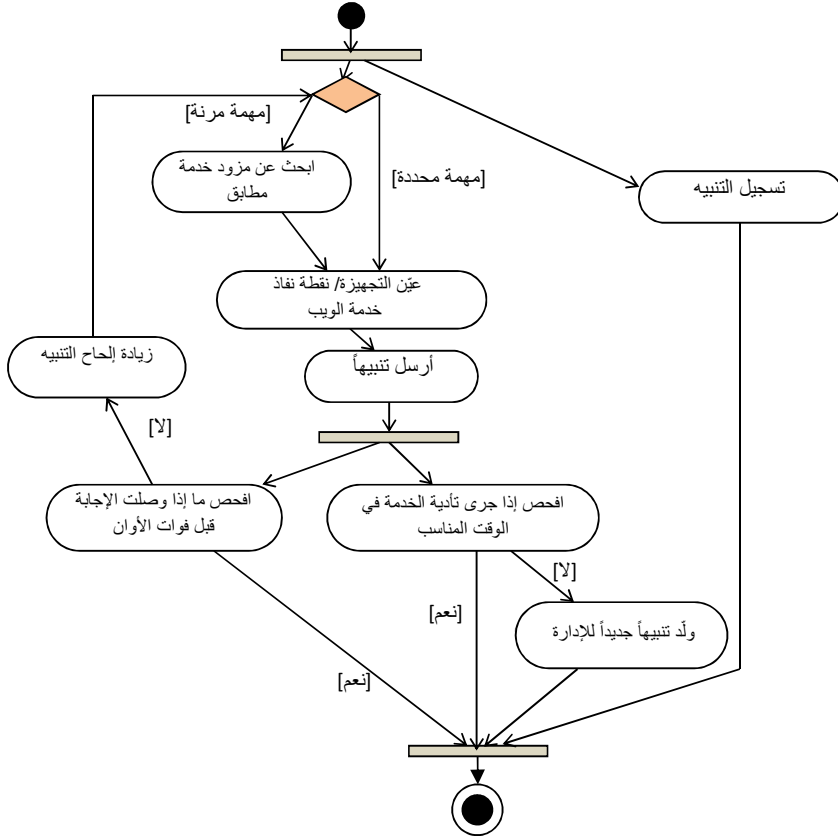 [مهمة مرنة]
ابحث عن مزود خدمة
مطابق
[مهمة محددة]
تسجيل التنبيه
عيّن التجهيزة/ نقطة نفاذ
خدمة الويب
زيادة إلحاح التنبيه
أرسل تنبيهاً
[لا]
افحص إذا جرى تأدية الخدمة في
الوقت المناسب
افحص ما إذا وصلت الإجابة
قبل فوات الأوان
[لا]
[نعم]
ولّد تنبيهاً جديداً للإدارة
[نعم]